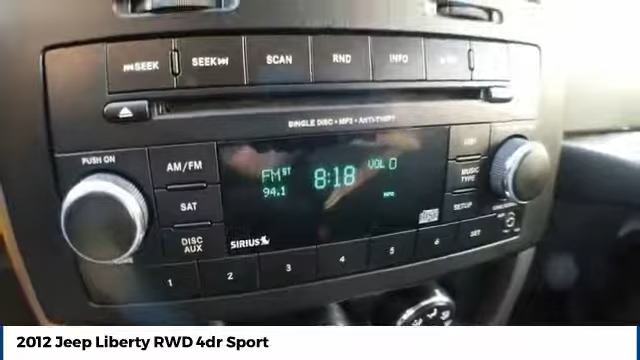 SEEK SEEK SCAN RND INFO
SINGLE DISC • MP3 • ANTI-THEFT
PUSH ON
AM/FM
FM ST 8:18 VOL 0
94.1
MUSIC TYPE
SAT
SETUP
DISC AUX
SIRIUS
1 2 3 4 5 6 SET
2012 Jeep Liberty RWD 4dr Sport